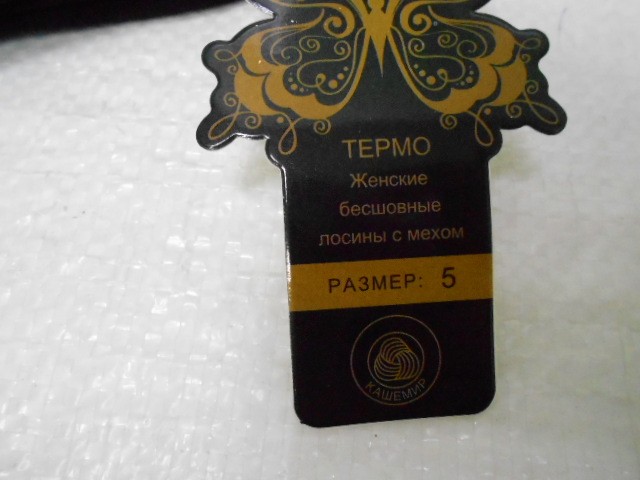 ТЕРМО
Женские
бесшовные
лосины с мехом
РАЗМЕР: 5
КАШЕМИР